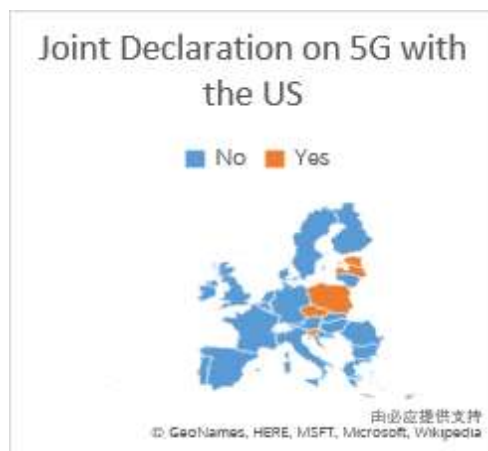 Joint Declaration on 5G with
the US
No Yes
由必应提供支持
© GeoNames, HERE, MSFT, Microsoft, Wikipedia